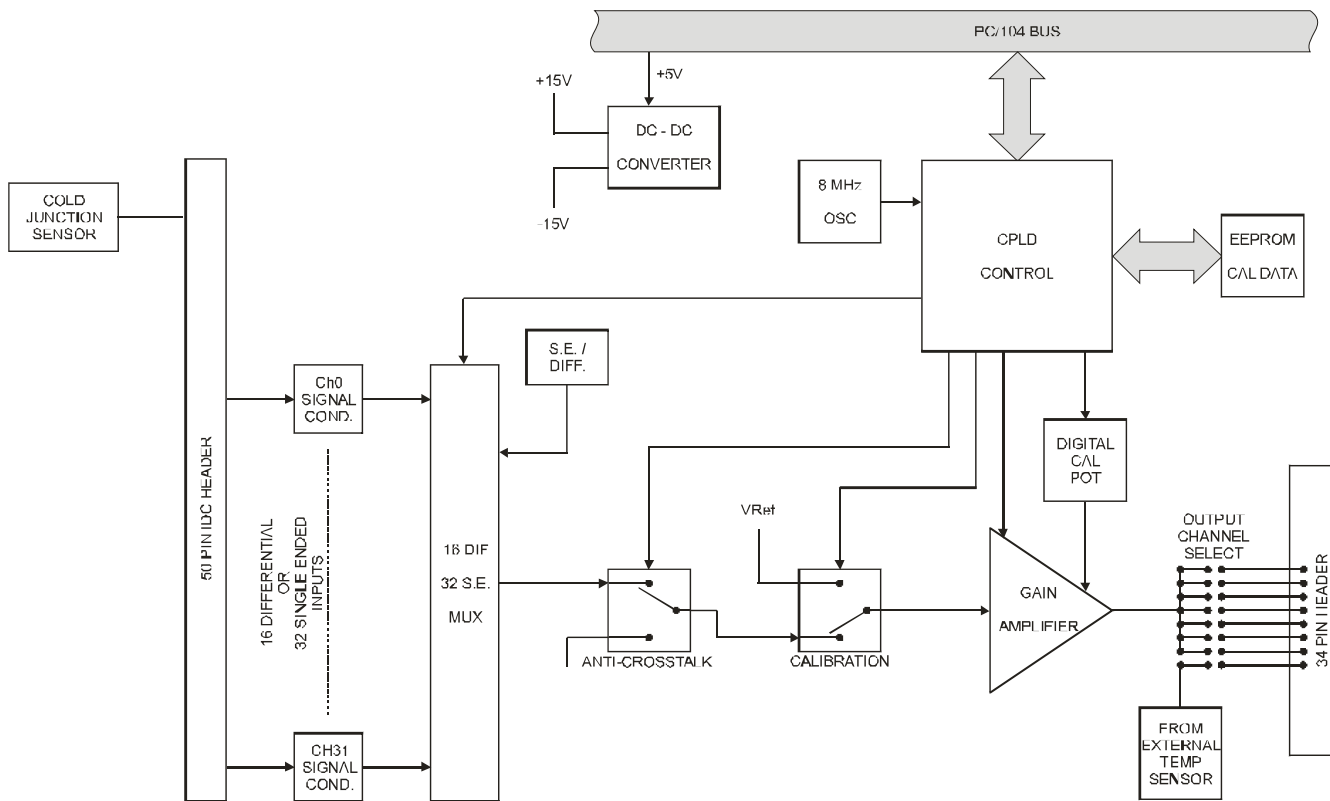 PC/104 BUS
+5V
+15V
DC - DC
CONVERTER
-15V
8 MHz
OSC
CPLD
CONTROL
EEPROM
CAL DATA
COLD
JUNCTION
SENSOR
50 PIN IDC HEADER
S.E. /
DIFF.
Ch0
SIGNAL
COND.
16 DIFFERENTIAL
OR
32 SINGLE ENDED
INPUTS
CH31
SIGNAL
COND.
16 DIF
32 S.E.
MUX
ANTI-CROSSTALK
VRef
CALIBRATION
DIGITAL
CAL
POT
GAIN
AMPLIFIER
OUTPUT
CHANNEL
SELECT
34 PIN HEADER
FROM
EXTERNAL
TEMP
SENSOR